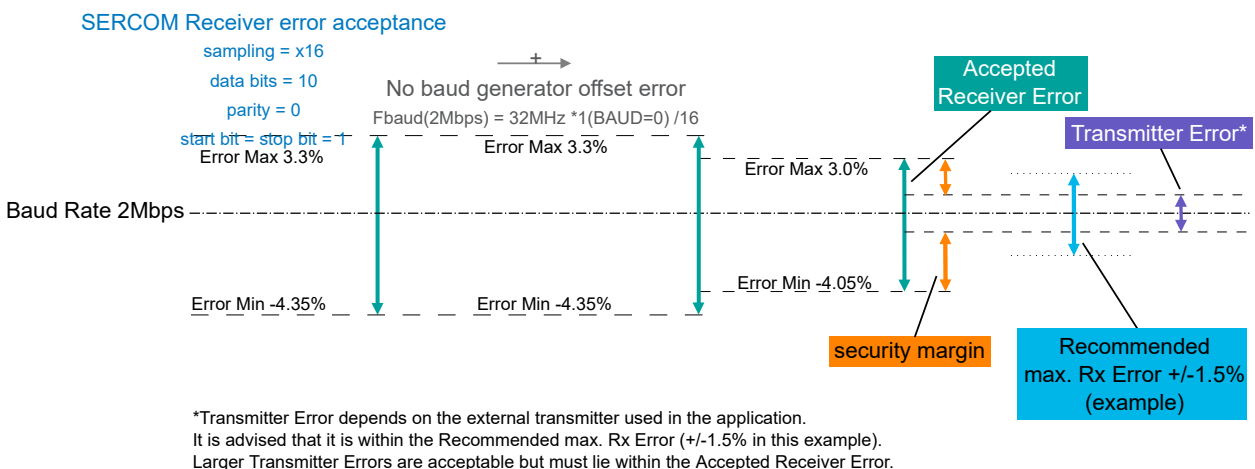 SERCOM Receiver error acceptance
sampling = x16
data bits = 10
parity = 0
start bit = stop bit = 1
+
No baud generator offset error
Fbaud(2Mbps) = 32MHz *1(BAUD=0) /16
Accepted
Receiver Error
Transmitter Error*
Error Max 3.3%
Error Max 3.3%
Error Max 3.0%
Baud Rate 2Mbps
Error Min -4.35%
Error Min -4.35%
Error Min -4.05%
security margin
Recommended
max. Rx Error +/-1.5%
(example)
*Transmitter Error depends on the external transmitter used in the application.
It is advised that it is within the Recommended max. Rx Error (+/-1.5% in this example).
Larger Transmitter Errors are acceptable but must lie within the Accepted Receiver Error.